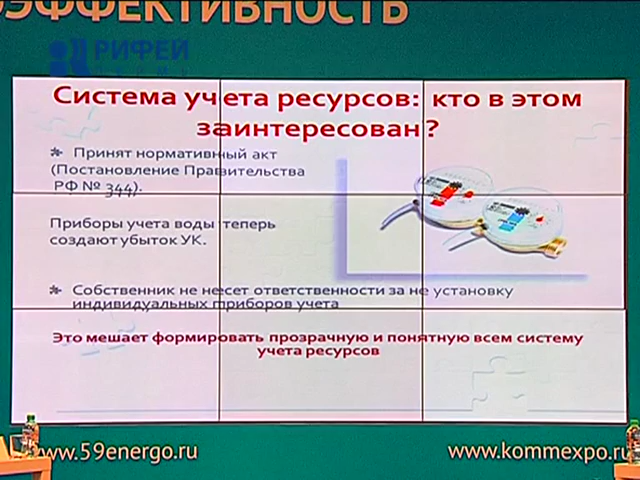 ОЭФФЕКТИВНОСТЬ
РИФЕЙ
Система учета ресурсов: кто в этом
заинтересован?
Принят нормативный акт
(Постановление Правительства
РФ № 344).
Приборы учета воды теперь
создают убыток УК.
Собственник не несет ответственности за не установку
индивидуальных приборов учета
Это мешает формировать прозрачную и понятную всем систему
учета ресурсов
www.59energo.ru www.kommexpo.ru